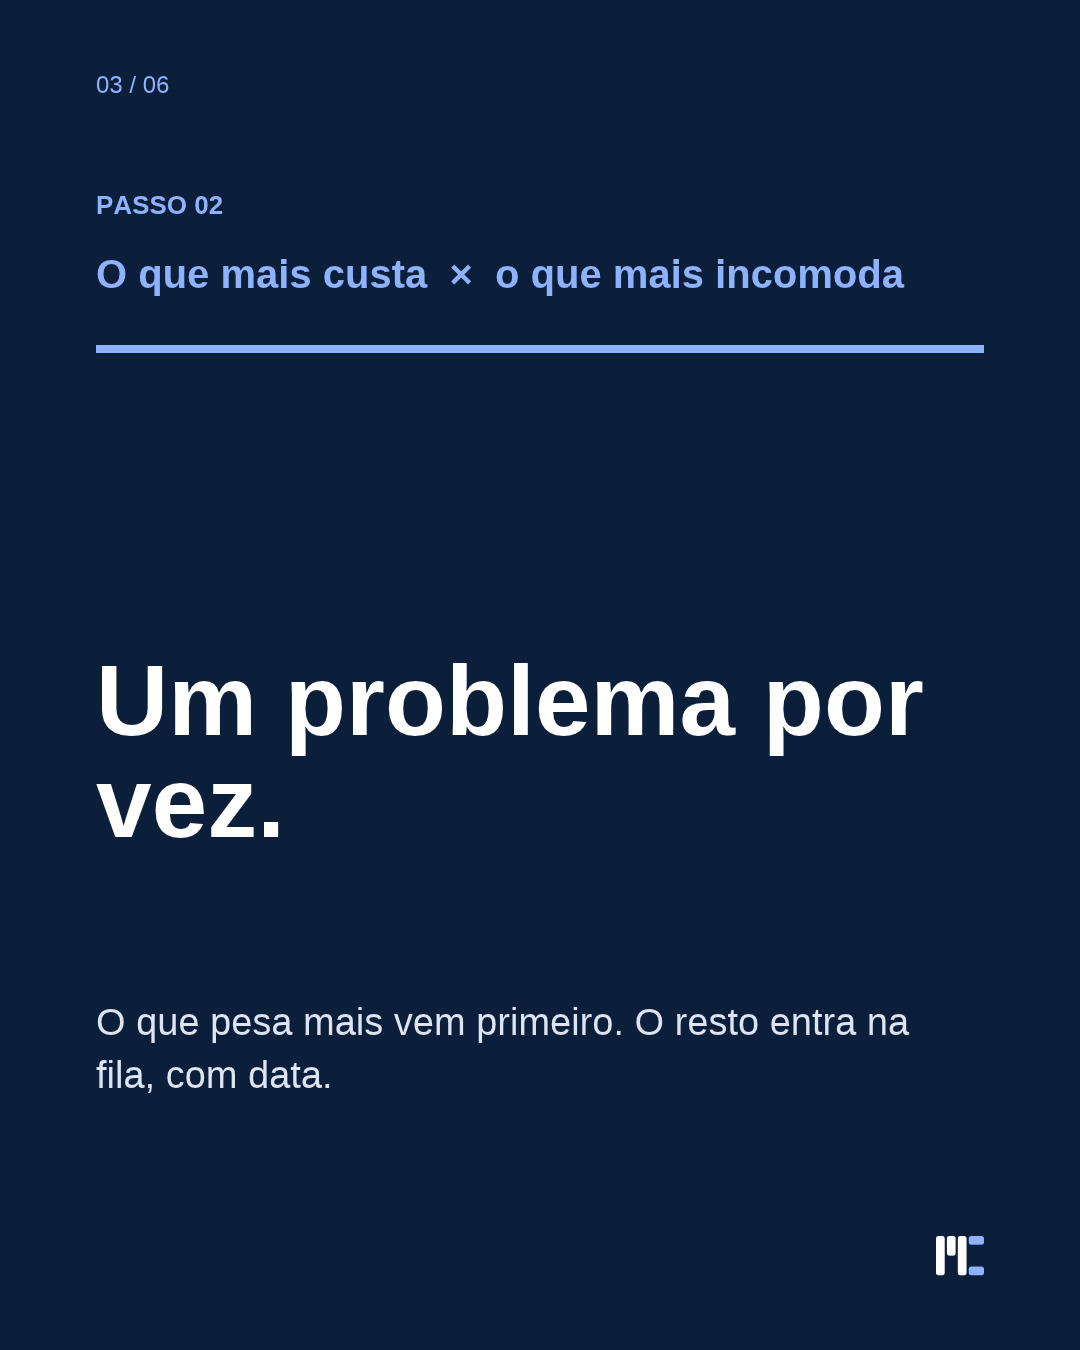 03 / 06
PASSO 02
O que mais custa × o que mais incomoda
Um problema por
vez.
O que pesa mais vem primeiro. O resto entra na
fila, com data.
MC